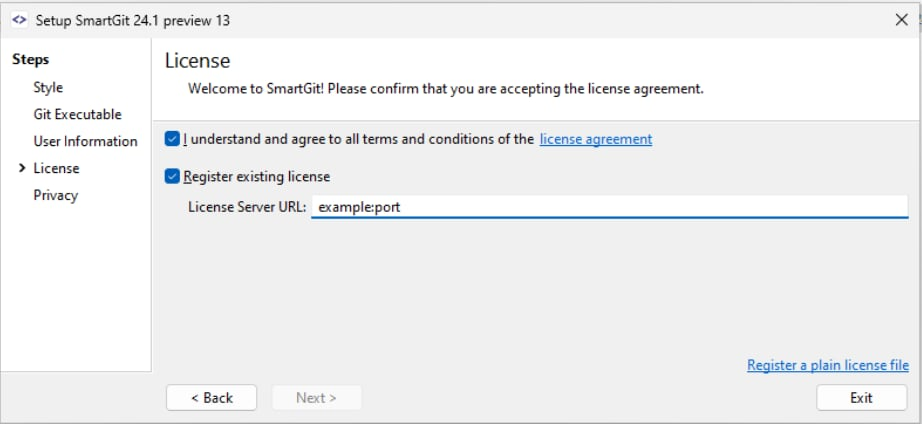 Setup SmartGit 24.1 preview 13
Steps
Style
Git Executable
User Information
License
Privacy
License
Welcome to SmartGit! Please confirm that you are accepting the license agreement.
I understand and agree to all terms and conditions of the license agreement
Register existing license
License Server URL: example:port
Register a plain license file
< Back
Next >
Exit